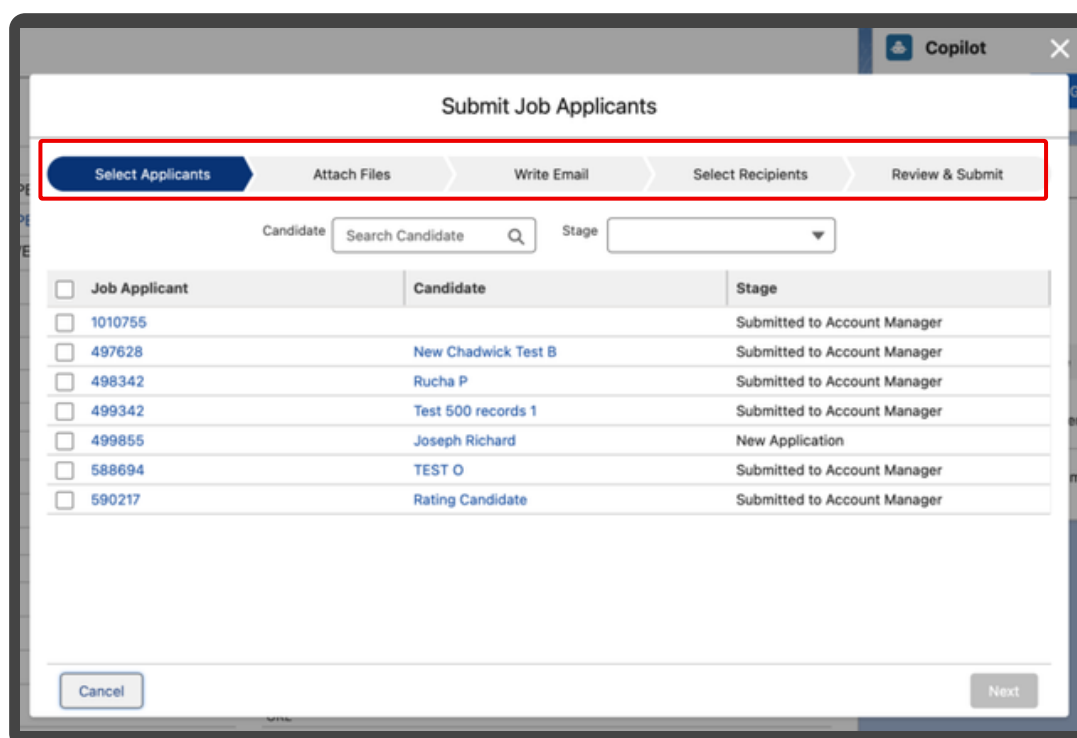 Copilot
Submit Job Applicants
Select Applicants Attach Files Write Email Select Recipients Review & Submit
Candidate Search Candidate Stage
Job Applicant Candidate Stage
1010755 Submitted to Account Manager
497628 New Chadwick Test B Submitted to Account Manager
498342 Rucha P Submitted to Account Manager
499342 Test 500 records 1 Submitted to Account Manager
499855 Joseph Richard New Application
588694 TEST O Submitted to Account Manager
590217 Rating Candidate Submitted to Account Manager
Cancel Next